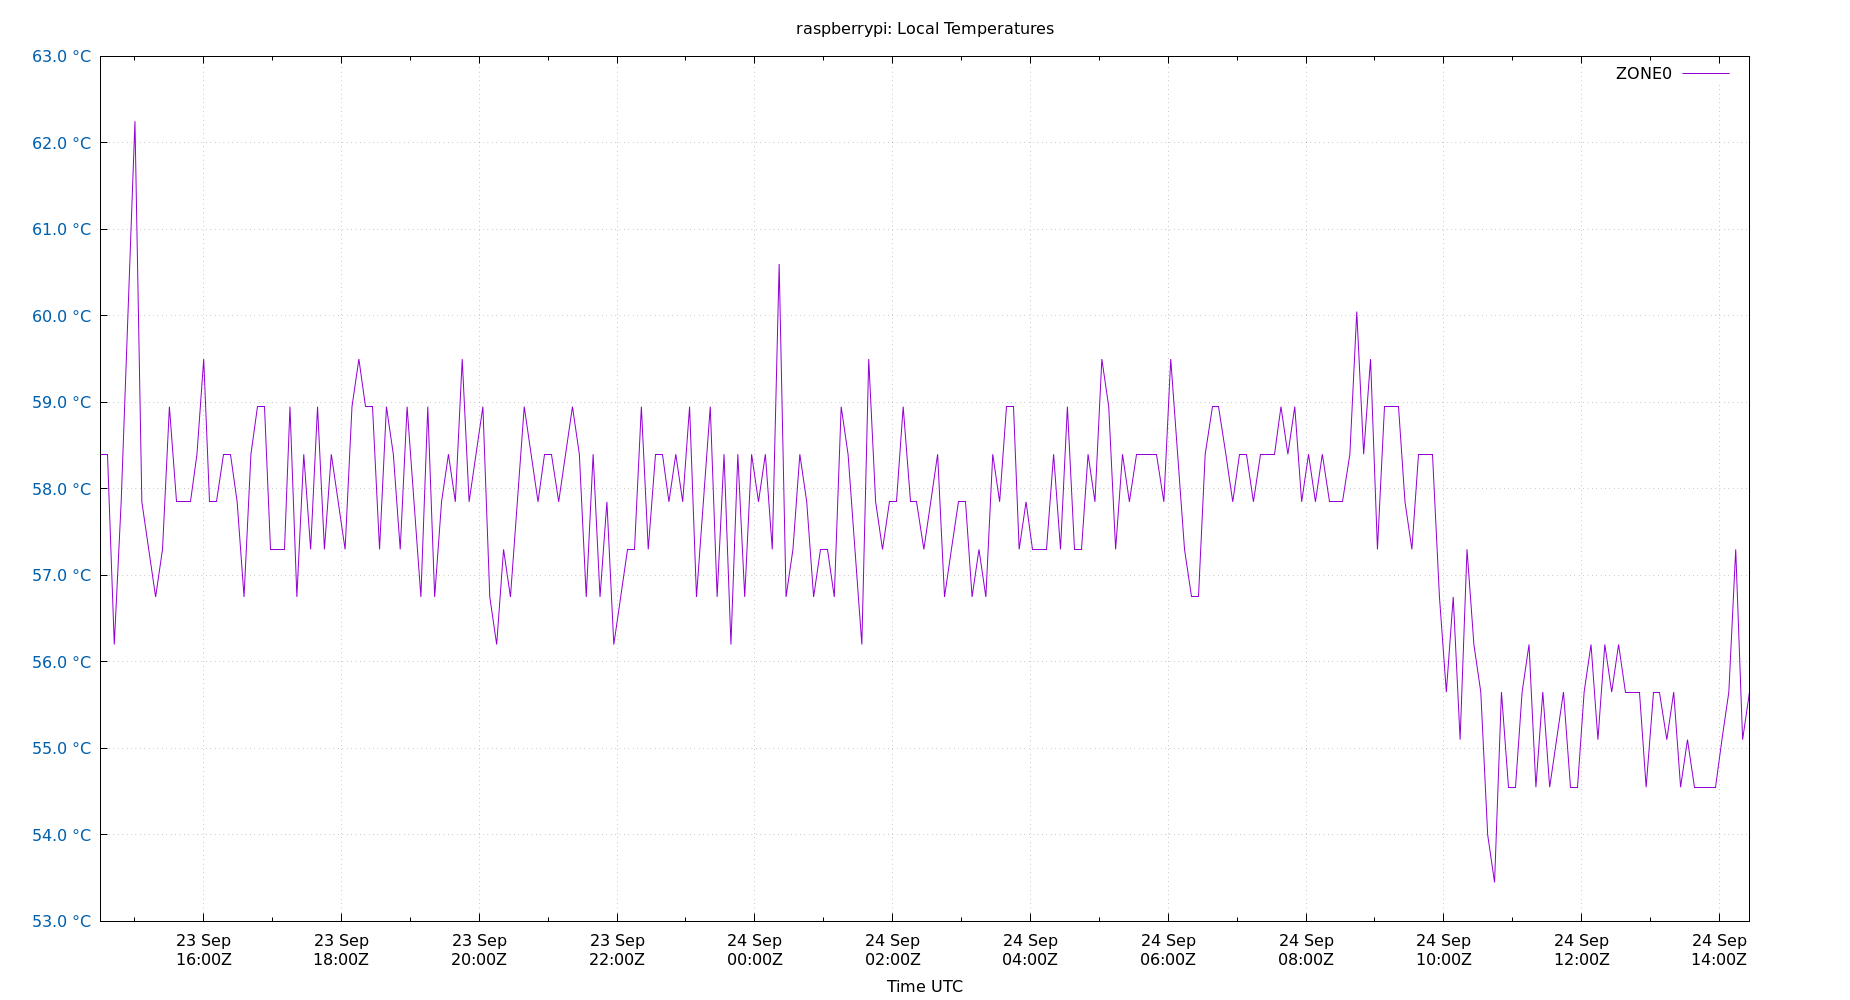 raspberrypi: Local Temperatures
63.0 °C
62.0 °C
61.0 °C
60.0 °C
59.0 °C
58.0 °C
57.0 °C
56.0 °C
55.0 °C
54.0 °C
53.0 °C
ZONE0
23 Sep
16:00Z
23 Sep
18:00Z
23 Sep
20:00Z
23 Sep
22:00Z
24 Sep
00:00Z
24 Sep
02:00Z
24 Sep
04:00Z
24 Sep
06:00Z
24 Sep
08:00Z
24 Sep
10:00Z
24 Sep
12:00Z
24 Sep
14:00Z
Time UTC